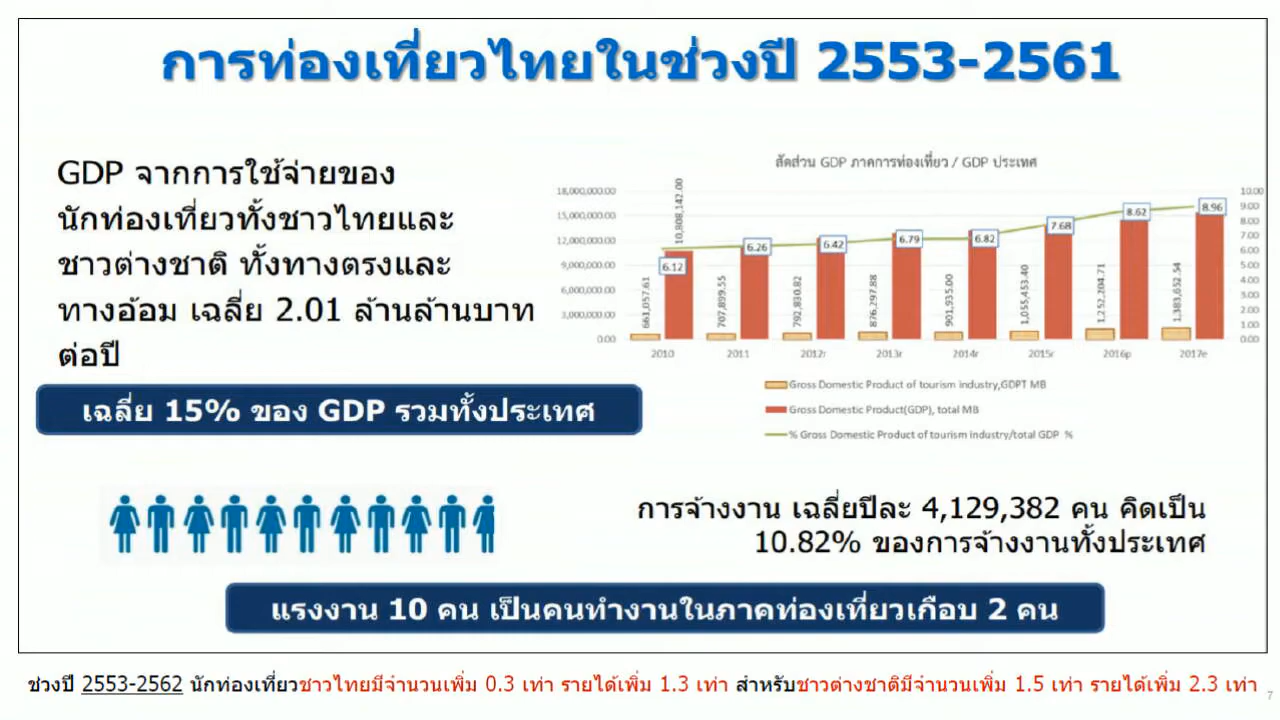 การท่องเที่ยวไทยในช่วงปี 2553-2561
GDP จากการใช้จ่ายของ
นักท่องเที่ยวทั้งชาวไทยและ
ชาวต่างชาติ ทั้งทางตรงและ
ทางอ้อม เฉลี่ย 2.01 ล้านล้านบาท
ต่อปี
เฉลี่ย 15% ของ GDP รวมทั้งประเทศ
สัดส่วน GDP ภาคการท่องเที่ยว / GDP ประเทศ
18,000,000.00
15,000,000.00
12,000,000.00
9,000,000.00
6,000,000.00
3,000,000.00
0.00
10.00
9.00
8.00
7.00
6.00
5.00
4.00
3.00
2.00
1.00
0.00
10,808,142.00
6.12 6.26 6.42 6.79 6.82 7.68 8.62 8.96
661,057.61 707,899.55 792,830.82 876,297.88 901,935.00 1,055,453.40 1,252,204.71 1,383,652.54
2010 2011 2012r 2013r 2014r 2015r 2016p 2017e
Gross Domestic Product of tourism industry,GDPT MB
Gross Domestic Product(GDP), total MB
% Gross Domestic Product of tourism industry/total GDP %
การจ้างงาน เฉลี่ยปีละ 4,129,382 คน คิดเป็น
10.82% ของการจ้างงานทั้งประเทศ
แรงงาน 10 คน เป็นคนทำงานในภาคท่องเที่ยวเกือบ 2 คน
ช่วงปี 2553-2562 นักท่องเที่ยวชาวไทยมีจำนวนเพิ่ม 0.3 เท่า รายได้เพิ่ม 1.3 เท่า สำหรับชาวต่างชาติมีจำนวนเพิ่ม 1.5 เท่า รายได้เพิ่ม 2.3 เท่า
7